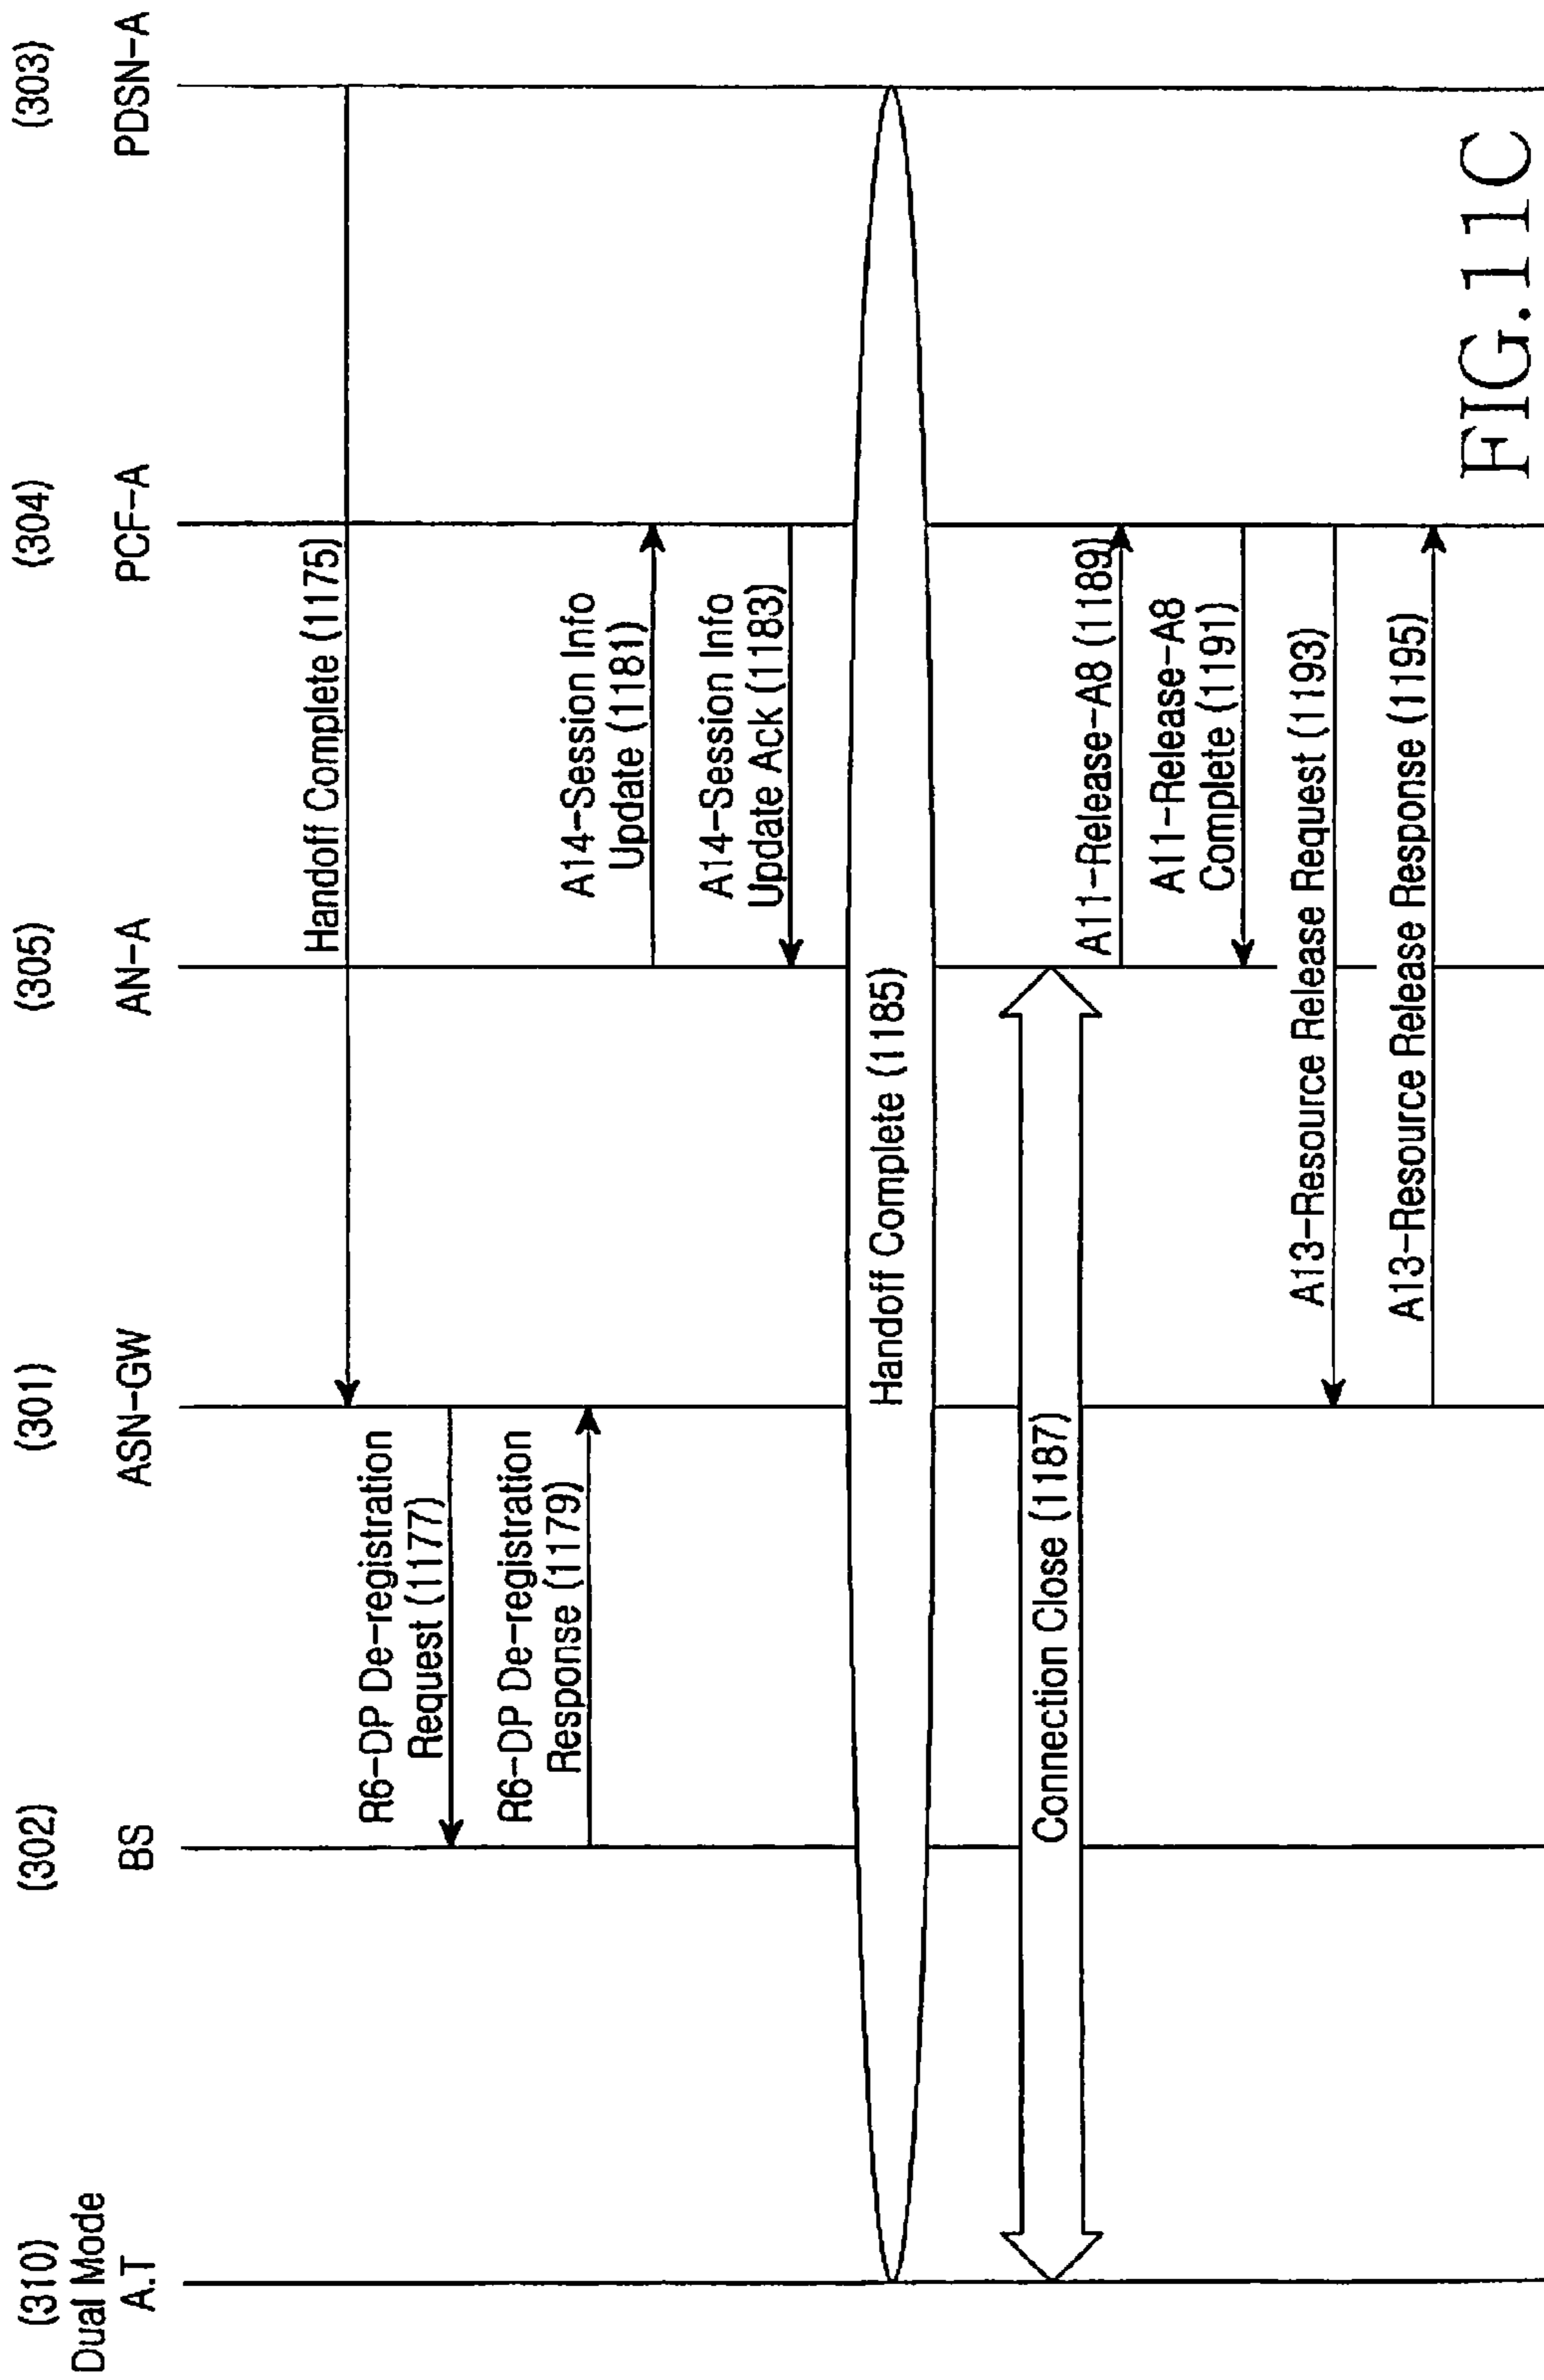 (310)
Dual Mode
A.T
(302)
BS
(301)
ASN-GW
(305)
AN-A
(304)
PCF-A
(303)
PDSN-A
Handoff Complete (1175)
R6-DP De-registration
Request (1177)
R6-DP De-registration
Response (1179)
A14-Session Info
Update (1181)
A14-Session Info
Update Ack (1183)
Handoff Complete (1185)
Connection Close (1187)
A11-Release-A8 (1189)
A11-Release-A8
Complete (1191)
A13-Resource Release Request (1193)
A13-Resource Release Response (1195)
FIG.11C